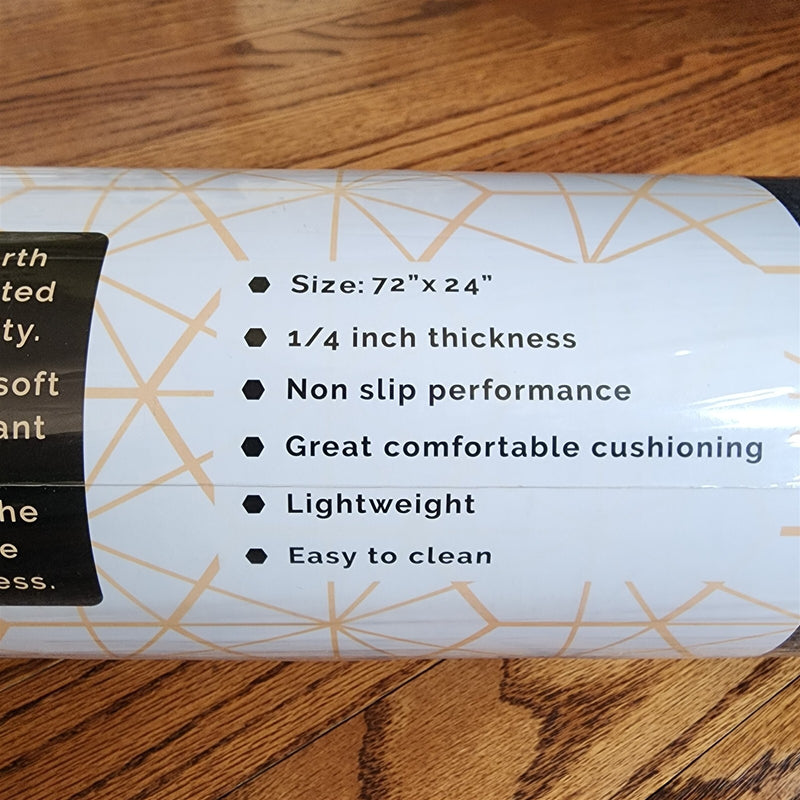 rth
ted
ty.
soft
ant
he
e
ess.
Size: 72”x 24”
1/4 inch thickness
Non slip performance
Great comfortable cushioning
Lightweight
Easy to clean